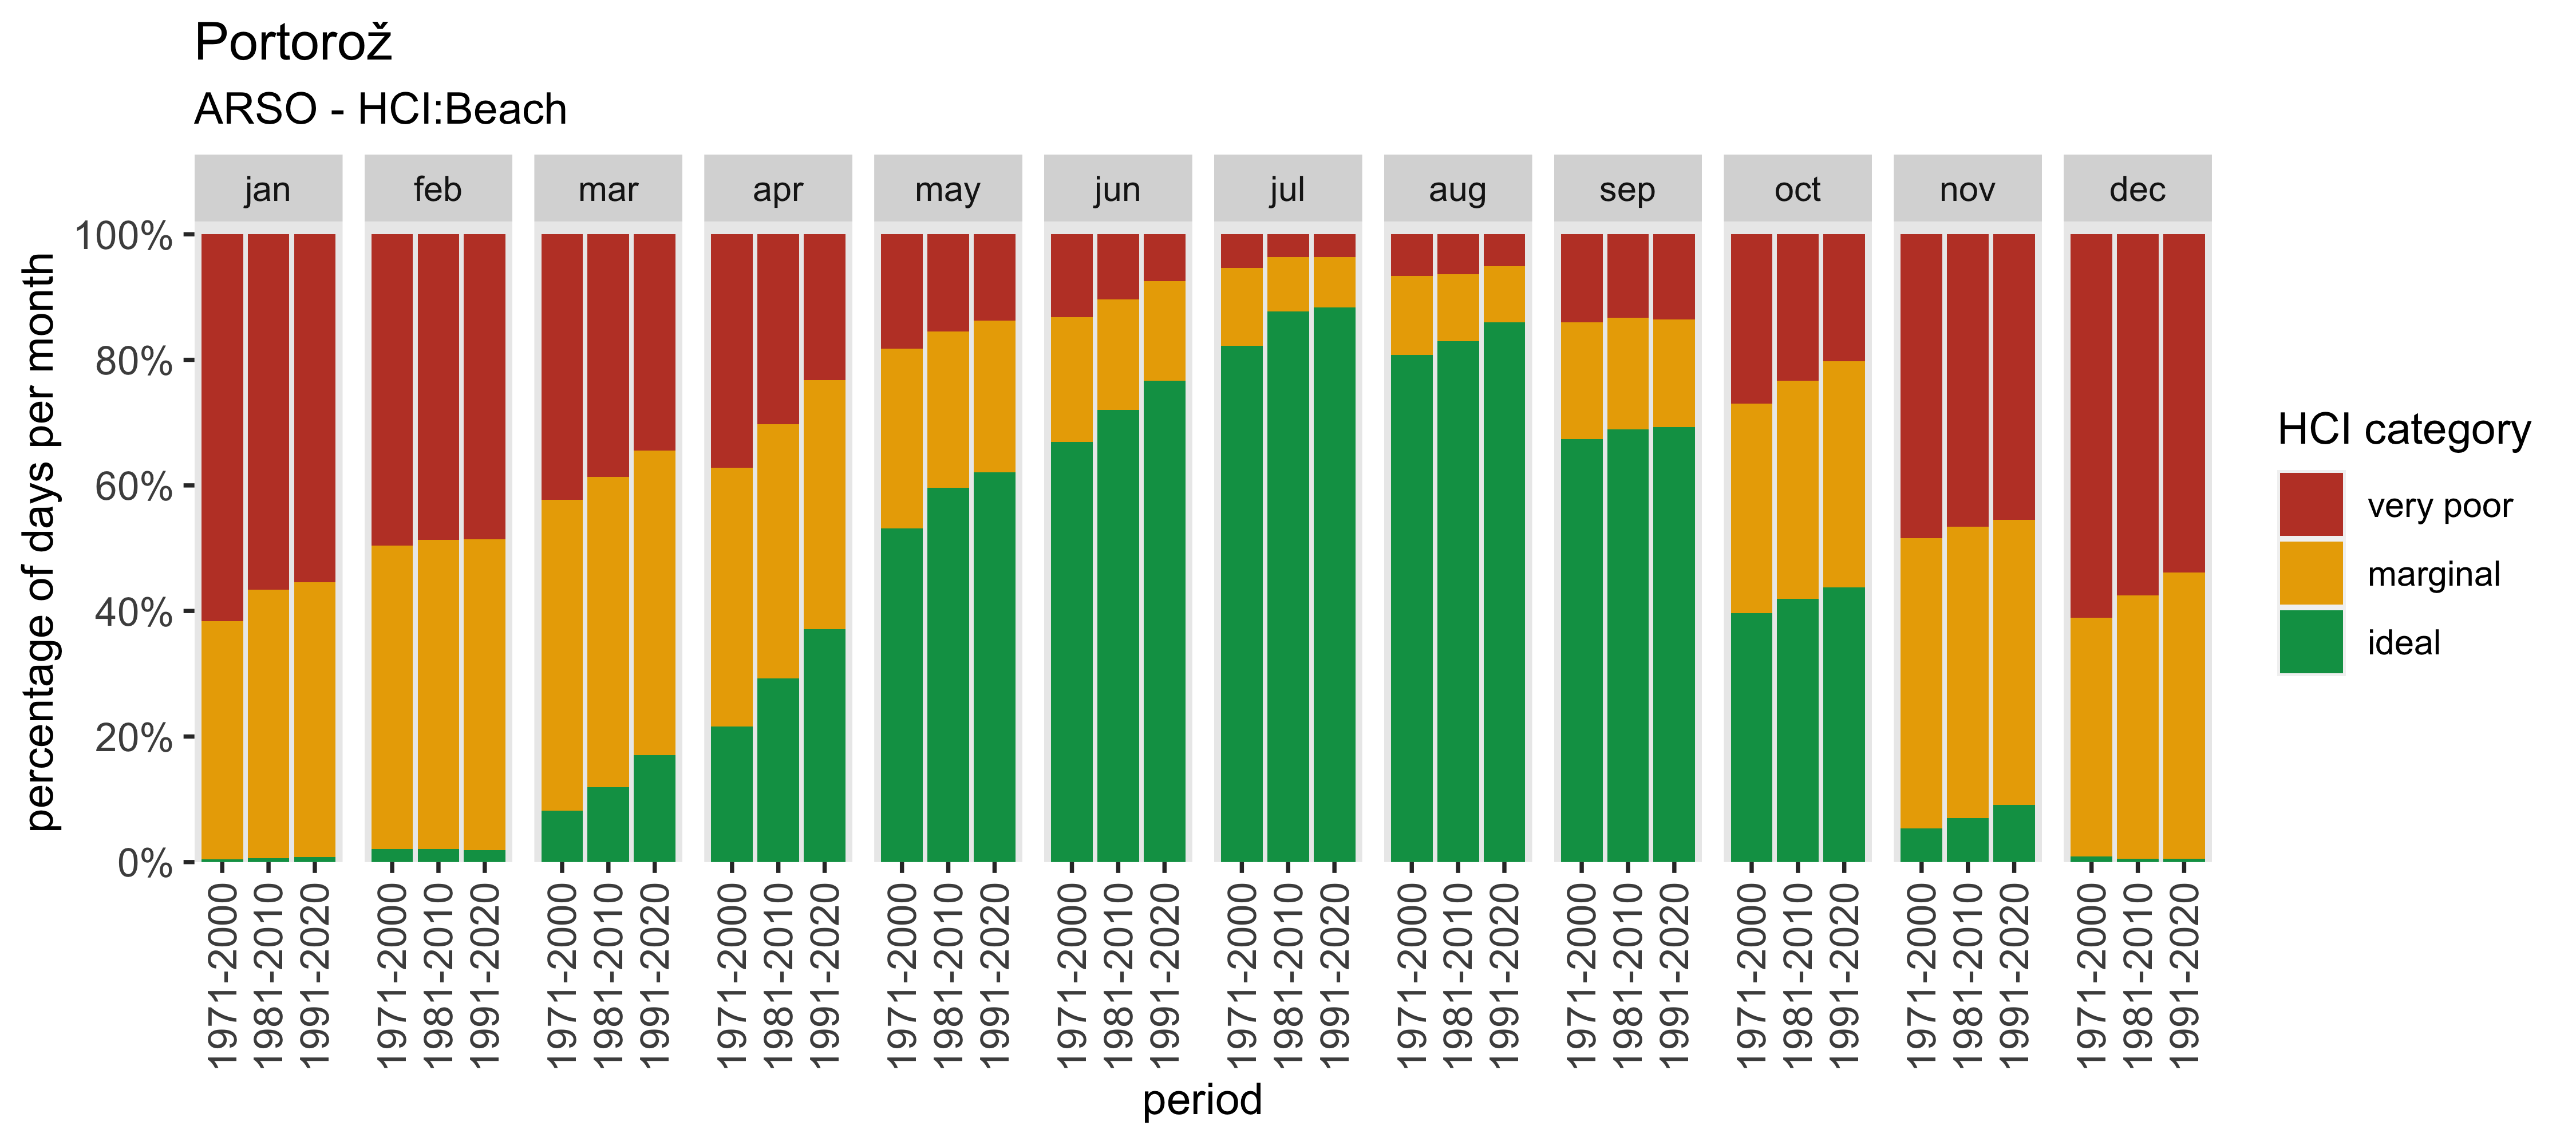 Portorož
ARSO - HCI:Beach
jan feb mar apr may jun jul aug sep oct nov dec
100%
80%
60%
40%
20%
0%
percentage of days per month
1971-2000 1981-2010 1991-2020 1971-2000 1981-2010 1991-2020 1971-2000 1981-2010 1991-2020 1971-2000 1981-2010 1991-2020 1971-2000 1981-2010 1991-2020 1971-2000 1981-2010 1991-2020 1971-2000 1981-2010 1991-2020 1971-2000 1981-2010 1991-2020 1971-2000 1981-2010 1991-2020 1971-2000 1981-2010 1991-2020 1971-2000 1981-2010 1991-2020 1971-2000 1981-2010 1991-2020
period
HCI category
very poor
marginal
ideal